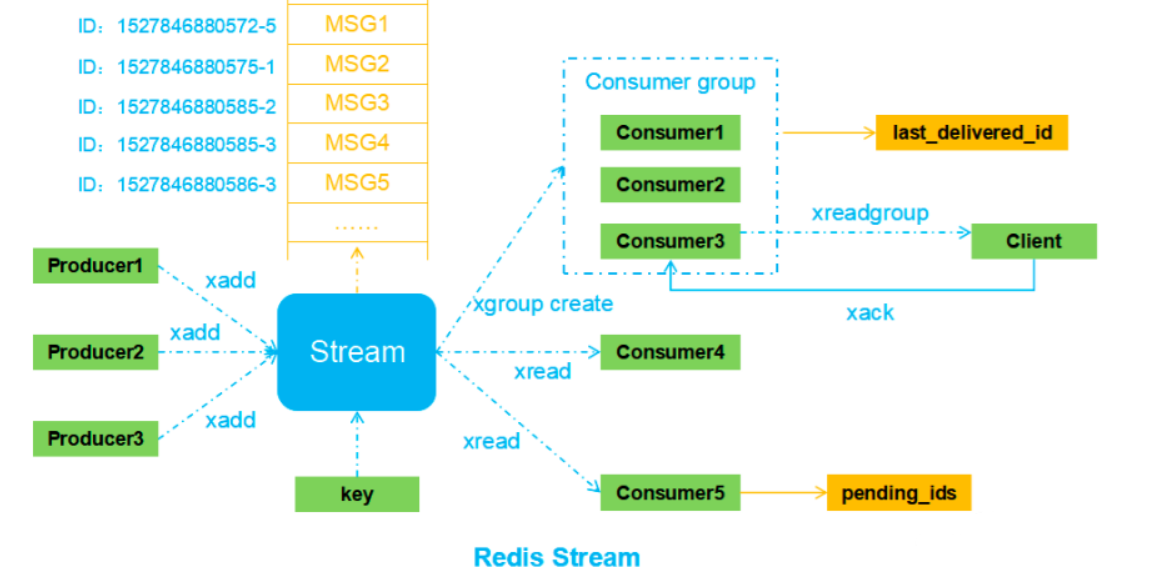 ID：1527846880572-5 MSG1
ID：1527846880575-1 MSG2
ID：1527846880585-2 MSG3
ID：1527846880585-3 MSG4
ID：1527846880586-3 MSG5
......
Consumer group
Consumer1
last_delivered_id
Consumer2
Consumer3
xreadgroup
Client
xack
Producer1
xadd
Producer2
xadd
Producer3
xadd
Stream
key
xgroup create
xread
Consumer4
xread
Consumer5
pending_ids
Redis Stream